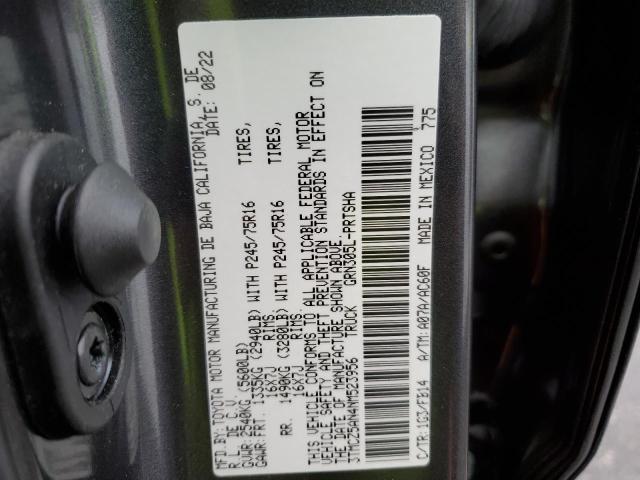 MFD.BY:TOYOTA MOTOR MANUFACTURING DE BAJA CALIFORNIA, S. DE
R.L. DE C.V. DATE: 08/22
GVWR:2540KG (5600LB)
GAWR:FRT. 1335KG (2940LB) WITH P245/75R16 TIRES,
16X7J RIMS.
RR. 1490KG (3280LB) WITH P245/75R16 TIRES,
16X7J RIMS.
THIS VEHICLE CONFORMS TO ALL APPLICABLE FEDERAL MOTOR
VEHICLE SAFETY AND THEFT PREVENTION STANDARDS IN EFFECT ON
THE DATE OF MANUFACTURE SHOWN ABOVE.
3TMCZ5AN4NM523956 TRUCK GRN305L-PRTSHA
C/TR:1G3/FB14 A/TM:A07A/AC60F MADE IN MEXICO 775